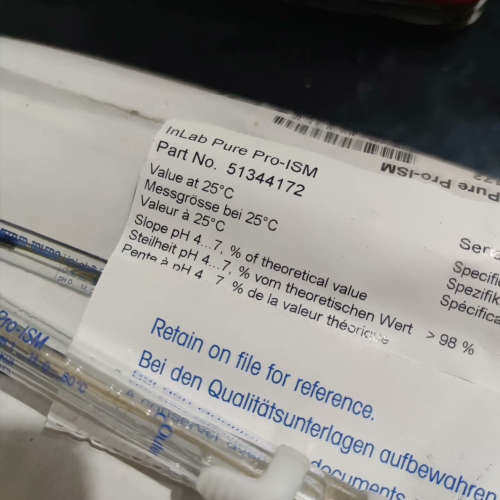 InLab Pure Pro-ISM
Part No. 51344172
Value at 25°C
Messgrösse bei 25°C
Valeur à 25°C
Slope pH 4...7, % of theoretical value
Steilheit pH 4...7, % vom theoretischen Wert > 98 %
Pente à pH 4...7, % de la valeur théorique
Retain on file for reference.
Bei den Qualitätsunterlagen aufbewahren
Pure Pro-ISM
Specifi
Spezifik
Spécifica
Pro-ISM